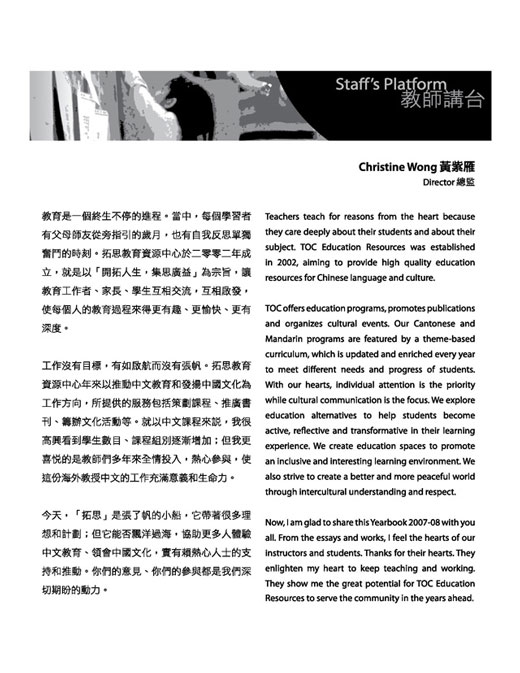 Staff's Platform
教師講台
Christine Wong 黃紫雁
Director 總監
教育是一個終生不停的進程。當中，每個學習者
有父母師友從旁指引的歲月，也有自我反思單獨
奮鬥的時刻。拓思教育資源中心於二零零二年成
立，就是以「開拓人生，集思廣益」為宗旨，讓
教育工作者、家長、學生互相交流，互相啟發，
使每個人的教育過程來得更有趣、更愉快、更有
深度。
工作沒有目標，有如啟航而沒有張帆。拓思教育
資源中心年來以推動中文教育和發揚中國文化為
工作方向，所提供的服務包括策劃課程、推廣書
刊、籌辦文化活動等。就以中文課程來説，我很
高興看到學生數目、課程組別逐漸增加；但我更
喜悅的是教師們多年來全情投入，熱心參與，使
這份海外教授中文的工作充滿意義和生命力。
今天，「拓思」是張了帆的小船，它帶著很多理
想和計劃；但它能否飄洋過海，協助更多人體驗
中文教育、領會中國文化，實有賴熱心人士的支
持和推動。你們的意見、你們的參與都是我們深
切期盼的動力。
Teachers teach for reasons from the heart because
they care deeply about their students and about their
subject. TOC Education Resources was established
in 2002, aiming to provide high quality education
resources for Chinese language and culture.
TOC offers education programs, promotes publications
and organizes cultural events. Our Cantonese and
Mandarin programs are featured by a theme-based
curriculum, which is updated and enriched every year
to meet different needs and progress of students.
With our hearts, individual attention is the priority
while cultural communication is the focus. We explore
education alternatives to help students become
active, reflective and transformative in their learning
experience. We create education spaces to promote
an inclusive and interesting learning environment. We
also strive to create a better and more peaceful world
through intercultural understanding and respect.
Now, I am glad to share this Yearbook 2007-08 with you
all. From the essays and works, I feel the hearts of our
instructors and students. Thanks for their hearts. They
enlighten my heart to keep teaching and working.
They show me the great potential for TOC Education
Resources to serve the community in the years ahead.